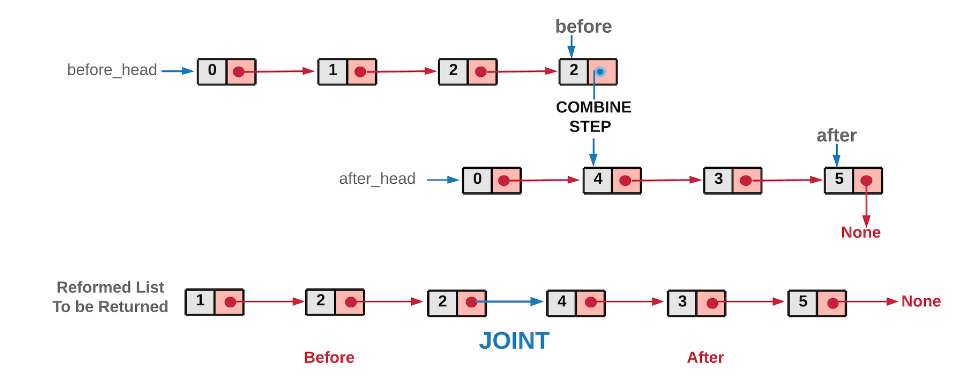 before
before_head 0 1 2 2
COMBINE
STEP
after
after_head 0 4 3 5
None
Reformed List
To be Returned
1 2 2 4 3 5 None
JOINT
Before After